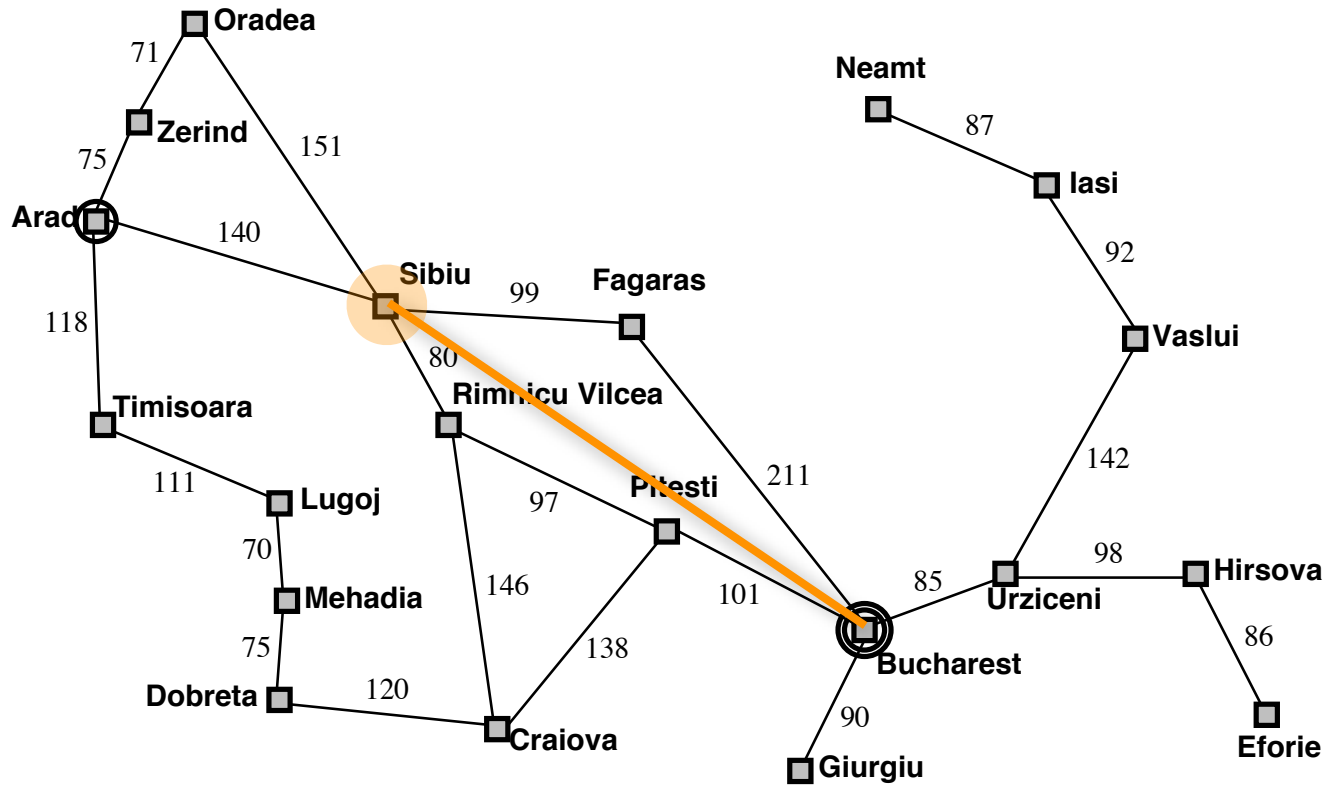 Oradea
71
Neamt
87
Zerind
151
75
Iasi
Arad
140
92
Sibiu
Fagaras
99
118
Vaslui
80
Rimnicu Vilcea
Timisoara
142
211
111
Pitesti
Lugoj
97
70
98
Hirsova
146
101
85
Mehadia
Urziceni
75
138
86
Bucharest
Dobreta
120
90
Craiova
Eforie
Giurgiu